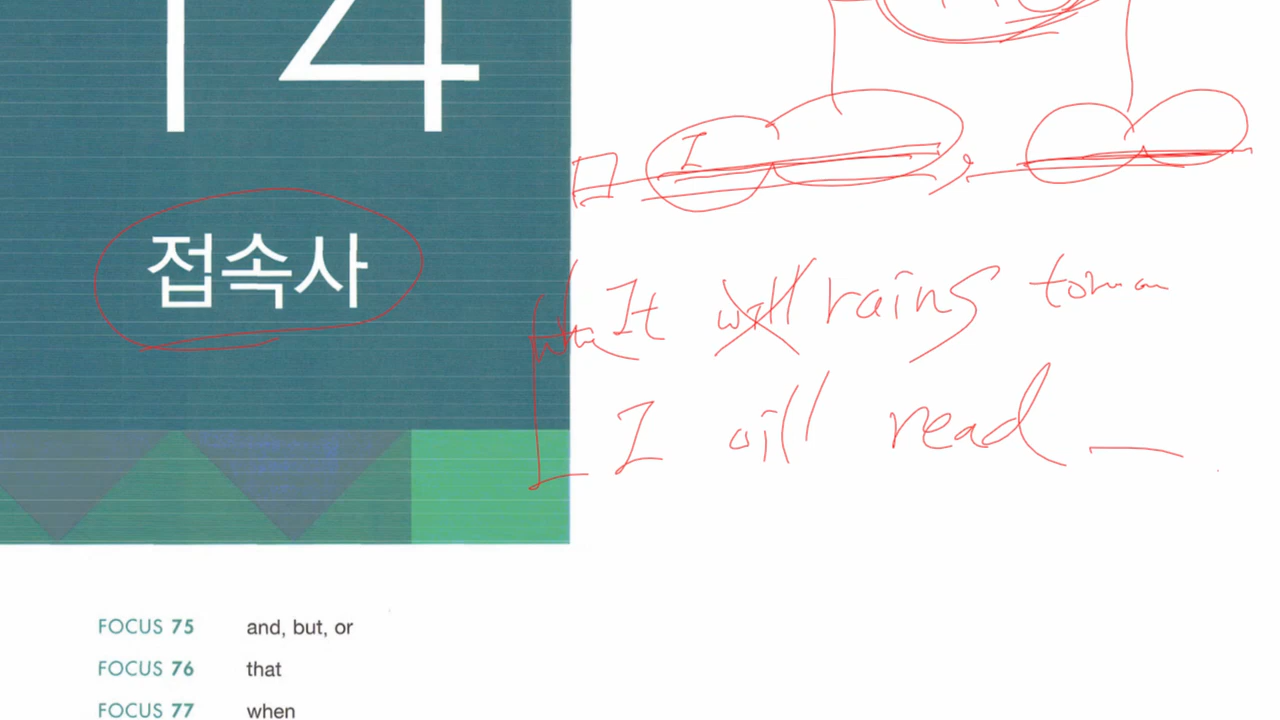 14
접속사
I
It will rains
I will read
FOCUS 75 and, but, or
FOCUS 76 that
FOCUS 77 when